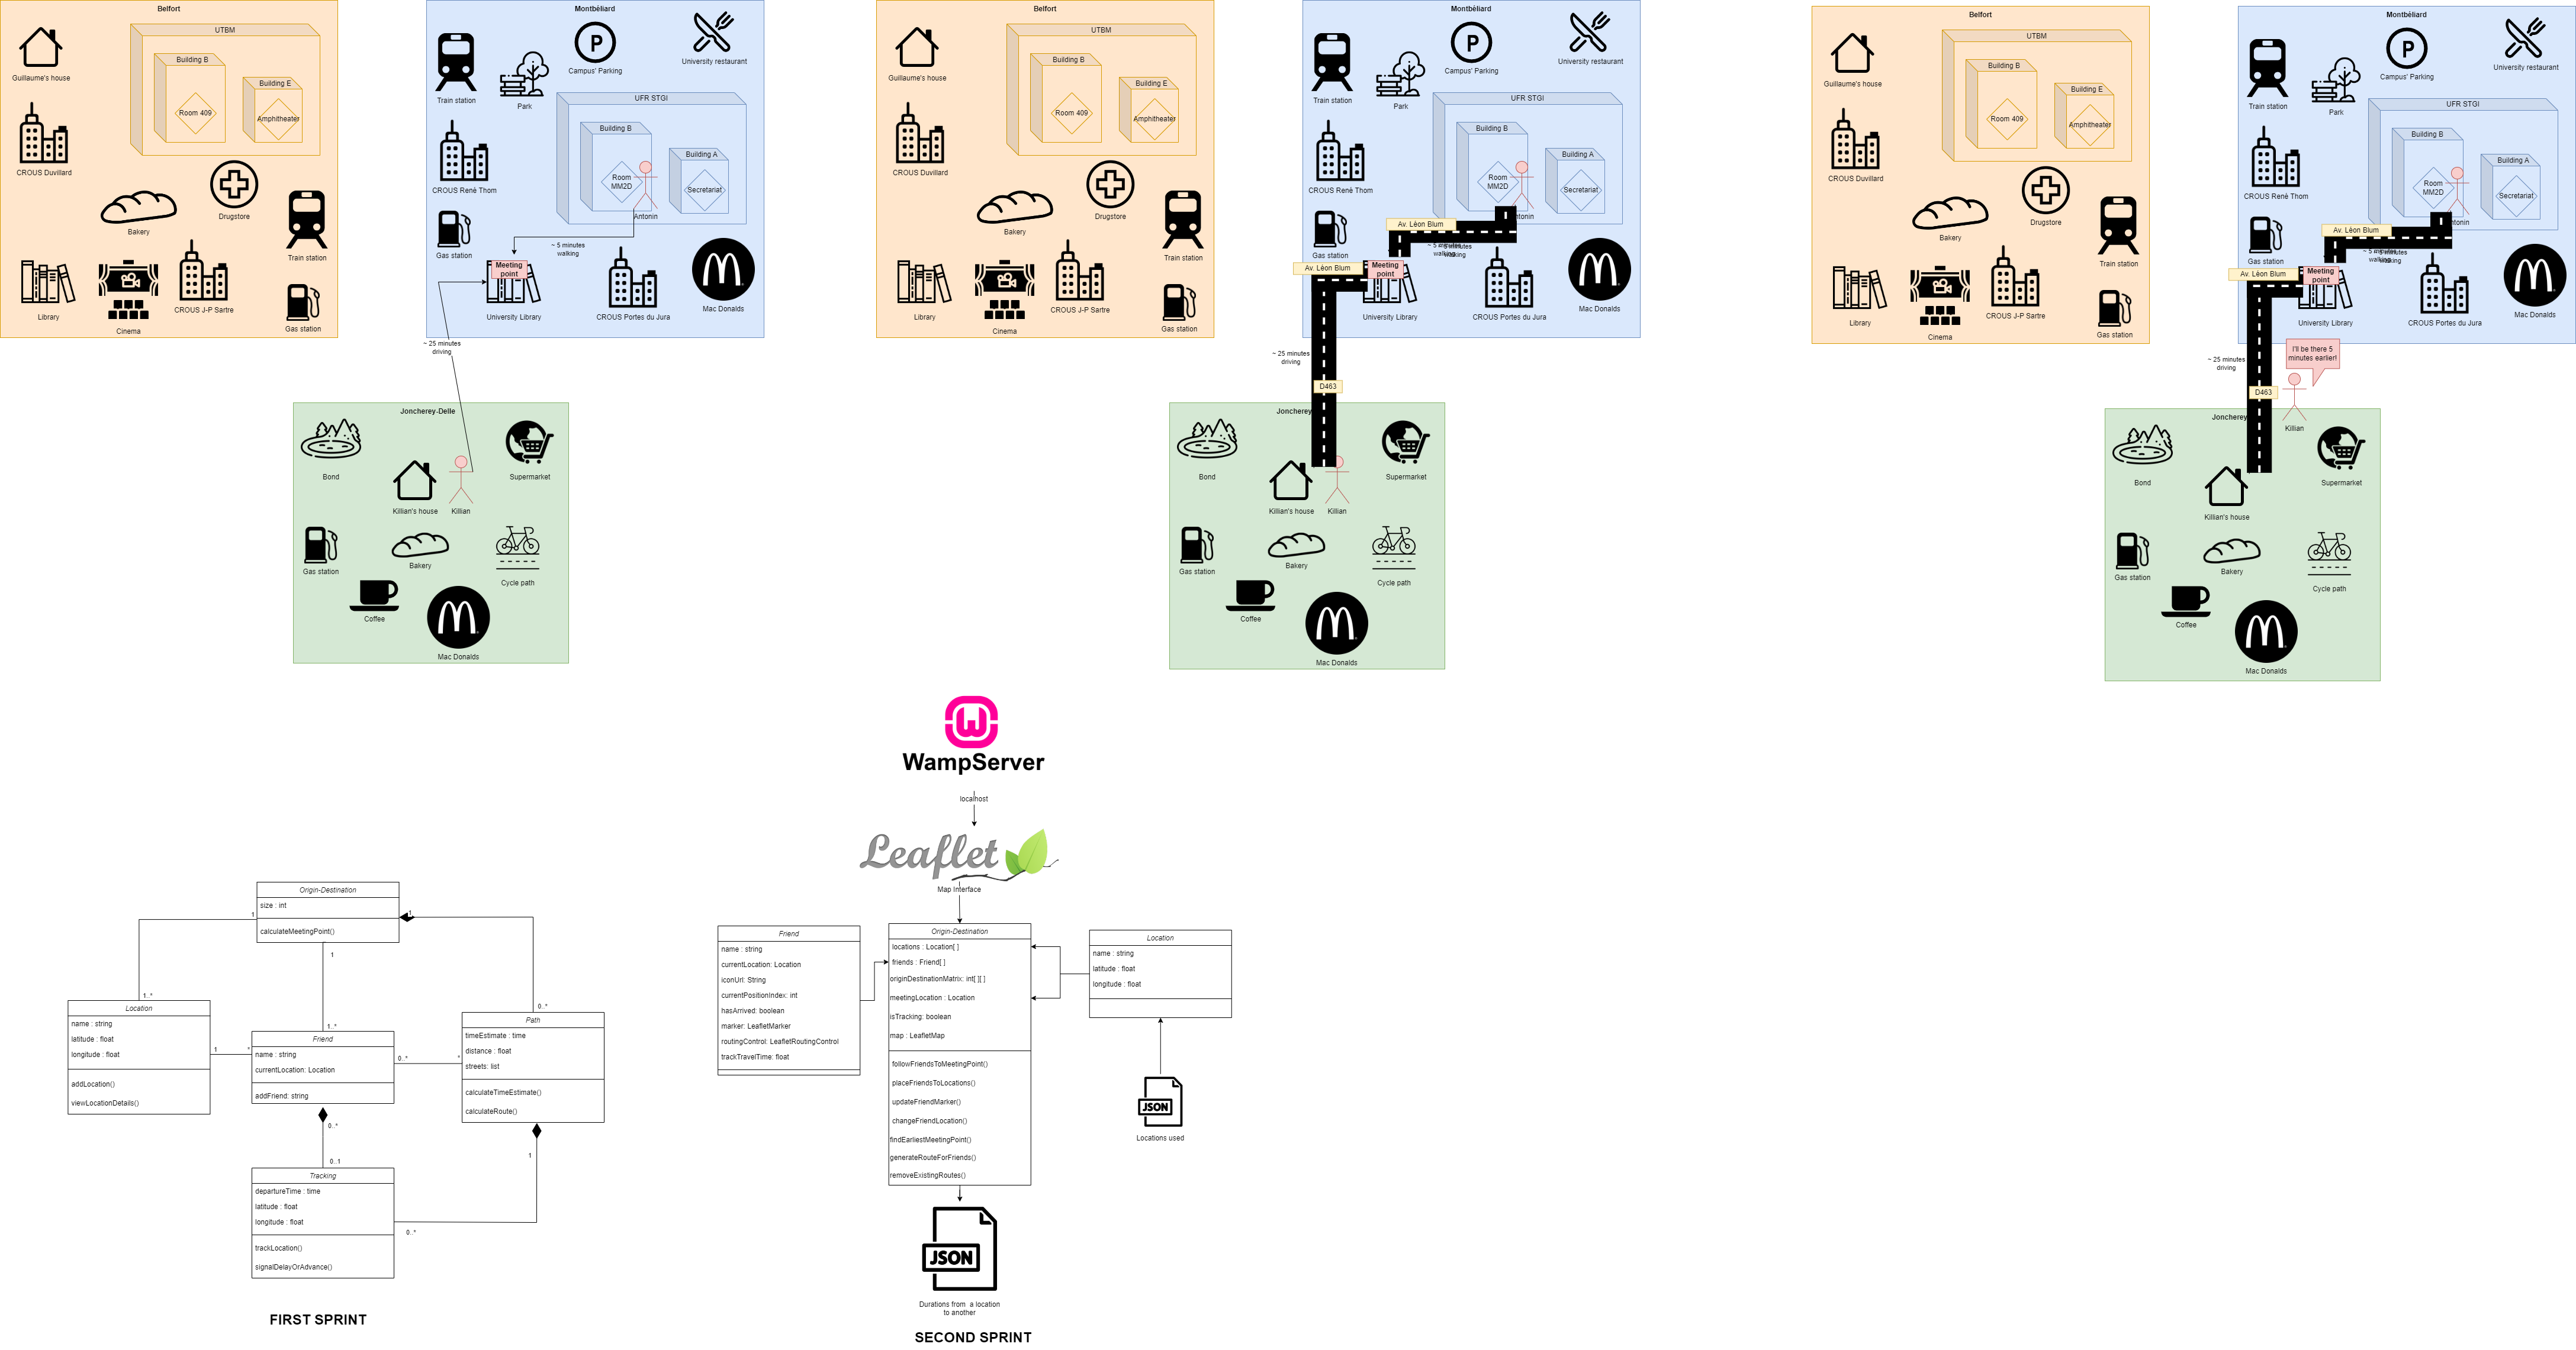 Belfort
UTBM
Building B
Room 409
Building E
Amphitheater
Guillaume's house
CROUS Duvillard
Drugstore
Bakery
Train station
Library
Cinema
CROUS J-P Sartre
Gas station
Montbéliard
Train station
Park
Campus' Parking
University restaurant
UFR STGI
Building B
Room
MM2D
Building A
Secretariat
Antonin
CROUS René Thom
Gas station
~ 5 minutes
walking
Meeting
point
University Library
CROUS Portes du Jura
Mac Donalds
~ 25 minutes
driving
Joncherey-Delle
Bond
Supermarket
Killian's house
Killian
Gas station
Bakery
Cycle path
Coffee
Mac Donalds
Belfort
UTBM
Building B
Room 409
Building E
Amphitheater
Guillaume's house
CROUS Duvillard
Drugstore
Bakery
Train station
Library
Cinema
CROUS J-P Sartre
Gas station
Montbéliard
Train station
Park
Campus' Parking
University restaurant
UFR STGI
Building B
Room
MM2D
Building A
Secretariat
CROUS René Thom
Av. Léon Blum
Av. Léon Blum
Meeting
point
University Library
CROUS Portes du Jura
Mac Donalds
~ 25 minutes
driving
D463
Joncherey
Bond
Supermarket
Killian's house
Killian
Gas station
Bakery
Cycle path
Coffee
Mac Donalds
Belfort
UTBM
Building B
Room 409
Building E
Amphitheater
Guillaume's house
CROUS Duvillard
Drugstore
Bakery
Train station
Library
Cinema
CROUS J-P Sartre
Gas station
Montbéliard
Train station
Park
Campus' Parking
University restaurant
UFR STGI
Building B
Room
MM2D
Building A
Secretariat
CROUS René Thom
Gas station
Av. Léon Blum
Av. Léon Blum
Meeting
point
University Library
CROUS Portes du Jura
Mac Donalds
~ 25 minutes
driving
I'll be there 5
minutes earlier!
D463
Killian
Joncherey
Bond
Supermarket
Killian's house
Gas station
Bakery
Cycle path
Coffee
Mac Donalds
Origin-Destination
size : int
calculateMeetingPoint()
1
1
1
1..*
1..*
0..*
Location
name : string
latitude : float
longitude : float
addLocation()
viewLocationDetails()
1
*
Friend
name : string
currentLocation: Location
addFriend: string
0..*
*
Path
timeEstimate : time
distance : float
streets: list
calculateTimeEstimate()
calculateRoute()
0..*
0..1
1
0..*
Tracking
departureTime : time
latitude : float
longitude : float
trackLocation()
signalDelayOrAdvance()
FIRST SPRINT
W
WampServer
localhost
Leaflet
Map Interface
Friend
name : string
currentLocation: Location
iconUrl: String
currentPositionIndex: int
hasArrived: boolean
marker: LeafletMarker
routingControl: LeafletRoutingControl
trackTravelTime: float
Origin-Destination
locations : Location[ ]
friends : Friend[ ]
originDestinationMatrix: int[ ][ ]
meetingLocation : Location
isTracking: boolean
map : LeafletMap
followFriendsToMeetingPoint()
placeFriendsToLocations()
updateFriendMarker()
changeFriendLocation()
findEarliestMeetingPoint()
generateRouteForFriends()
removeExistingRoutes()
Location
name : string
latitude : float
longitude : float
JSON
Locations used
JSON
Durations from a location
to another
SECOND SPRINT